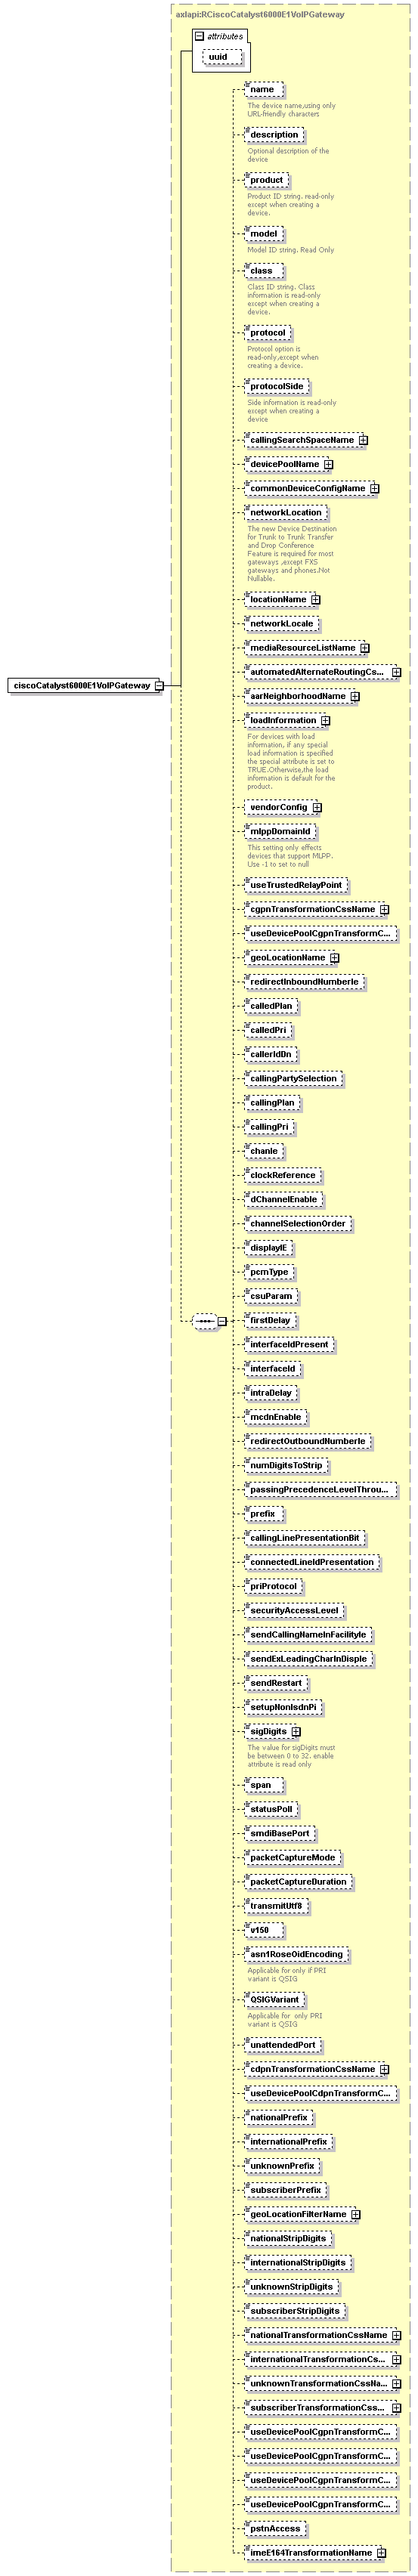 axlapi:RCiscoCatalyst6000E1VoIPGateway
attributes
uuid
name
The device name,using only
URL-friendly characters
description
Optional description of the
device
product
Product ID string. read-only
except when creating a
device.
model
Model ID string. Read Only
class
Class ID string. Class
information is read-only
except when creating a
device.
protocol
Protocol option is
read-only,except when
creating a device.
protocolSide
Side information is read-only
except when creating a
device
callingSearchSpaceName
devicePoolName
commonDeviceConfigName
networkLocation
The new Device Destination
for Trunk to Trunk Transfer
and Drop Conference
Feature is required for most
gateways ,except FXS
gateways and phones.Not
Nullable.
locationName
networkLocale
mediaResourceListName
ciscoCatalyst6000E1VoIPGateway
automatedAlternateRoutingCs...
aarNeighborhoodName
loadInformation
For devices with load
information, if any special
load information is specified
the special attribute is set to
TRUE.Otherwise,the load
information is default for the
product.
vendorConfig
mlppDomainId
This setting only effects
devices that support MLPP.
Use -1 to set to null
useTrustedRelayPoint
cgpnTransformationCssName
useDevicePoolCgpnTransformC...
geoLocationName
redirectInboundNumberIe
calledPlan
calledPri
callerIdDn
callingPartySelection
callingPlan
callingPri
chanIe
clockReference
dChannelEnable
channelSelectionOrder
displayIE
pcmType
csuParam
firstDelay
interfaceIdPresent
interfaceId
intraDelay
mcdnEnable
redirectOutboundNumberIe
numDigitsToStrip
passingPrecedenceLevelThrou...
prefix
callingLinePresentationBit
connectedLineIdPresentation
priProtocol
securityAccessLevel
sendCallingNameInFacilityIe
sendExLeadingCharInDispIe
sendRestart
setupNonIsdnPi
sigDigits
The value for sigDigits must
be between 0 to 32. enable
attribute is read only
span
statusPoll
smdiBasePort
packetCaptureMode
packetCaptureDuration
transmitUtf8
v150
asn1RoseOidEncoding
Applicable for only if PRI
variant is QSIG
QSIGVariant
Applicable for  only PRI
variant is QSIG
unattendedPort
cdpnTransformationCssName
useDevicePoolCdpnTransformC...
nationalPrefix
internationalPrefix
unknownPrefix
subscriberPrefix
geoLocationFilterName
nationalStripDigits
internationalStripDigits
unknownStripDigits
subscriberStripDigits
nationalTransformationCssName
internationalTransformationCs...
unknownTransformationCssNa...
subscriberTransformationCss...
useDevicePoolCgpnTransformC...
useDevicePoolCgpnTransformC...
useDevicePoolCgpnTransformC...
useDevicePoolCgpnTransformC...
pstnAccess
imeE164TransformationName